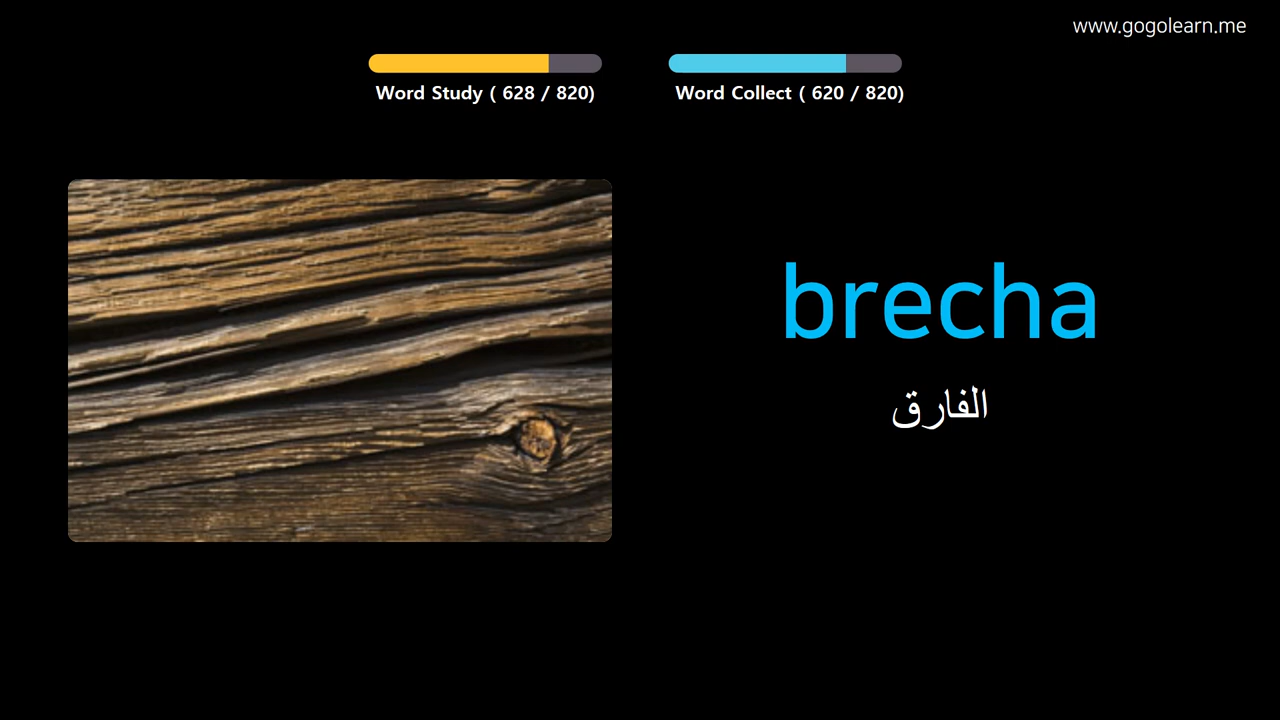 www.gogolearn.me
Word Study ( 628 / 820)
Word Collect ( 620 / 820)
brecha
الفارق